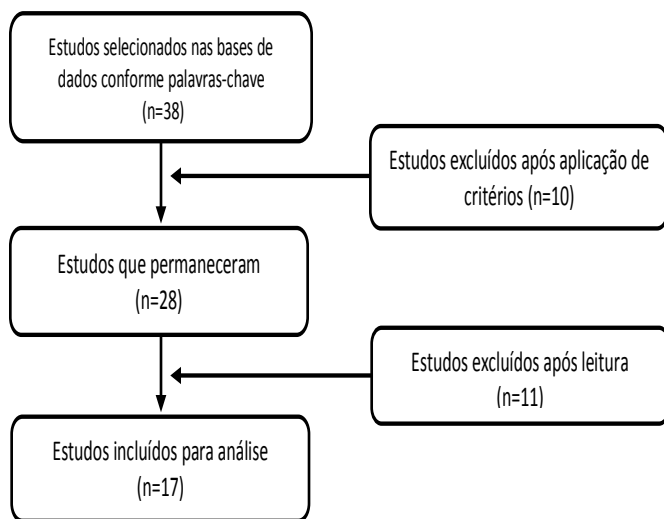 Estudos selecionados nas bases de
dados conforme palavras-chave
(n=38)
Estudos excluídos após aplicação de
critérios (n=10)
Estudos que permaneceram
(n=28)
Estudos excluídos após leitura
(n=11)
Estudos incluídos para análise
(n=17)